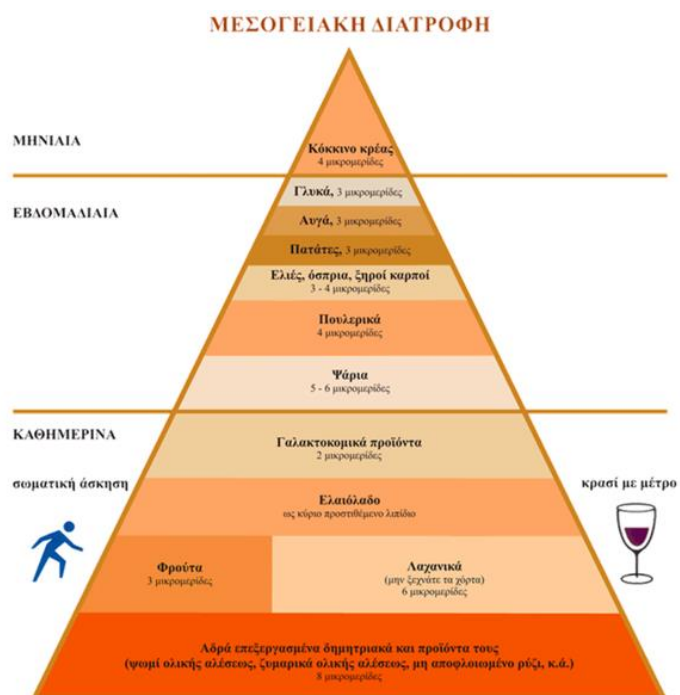 ΜΕΣΟΓΕΙΑΚΗ ΔΙΑΤΡΟΦΗ
ΜΗΝΙΑΙΑ
Κόκκινο κρέας
4 μικρομερίδες
ΕΒΔΟΜΑΔΙΑΙΑ
Γλυκά, 3 μικρομερίδες
Αυγά, 3 μικρομερίδες
Πατάτες, 3 μικρομερίδες
Ελιές, όσπρια, ξηροί καρποί
3 - 4 μικρομερίδες
Πουλερικά
4 μικρομερίδες
Ψάρια
5 - 6 μικρομερίδες
ΚΑΘΗΜΕΡΙΝΑ
Γαλακτοκομικά προϊόντα
2 μικρομερίδες
σωματική άσκηση
κρασί με μέτρο
Ελαιόλαδο
ως κύριο προστιθέμενο λιπίδιο
Φρούτα
3 μικρομερίδες
Λαχανικά
(μην ξεχνάτε τα χόρτα)
6 μικρομερίδες
Αδρά επεξεργασμένα δημητριακά και προϊόντα τους
(ψωμί ολικής αλέσεως, ζυμαρικά ολικής αλέσεως, μη αποφλοιωμένο ρύζι, κ.ά.)
8 μικρομερίδες